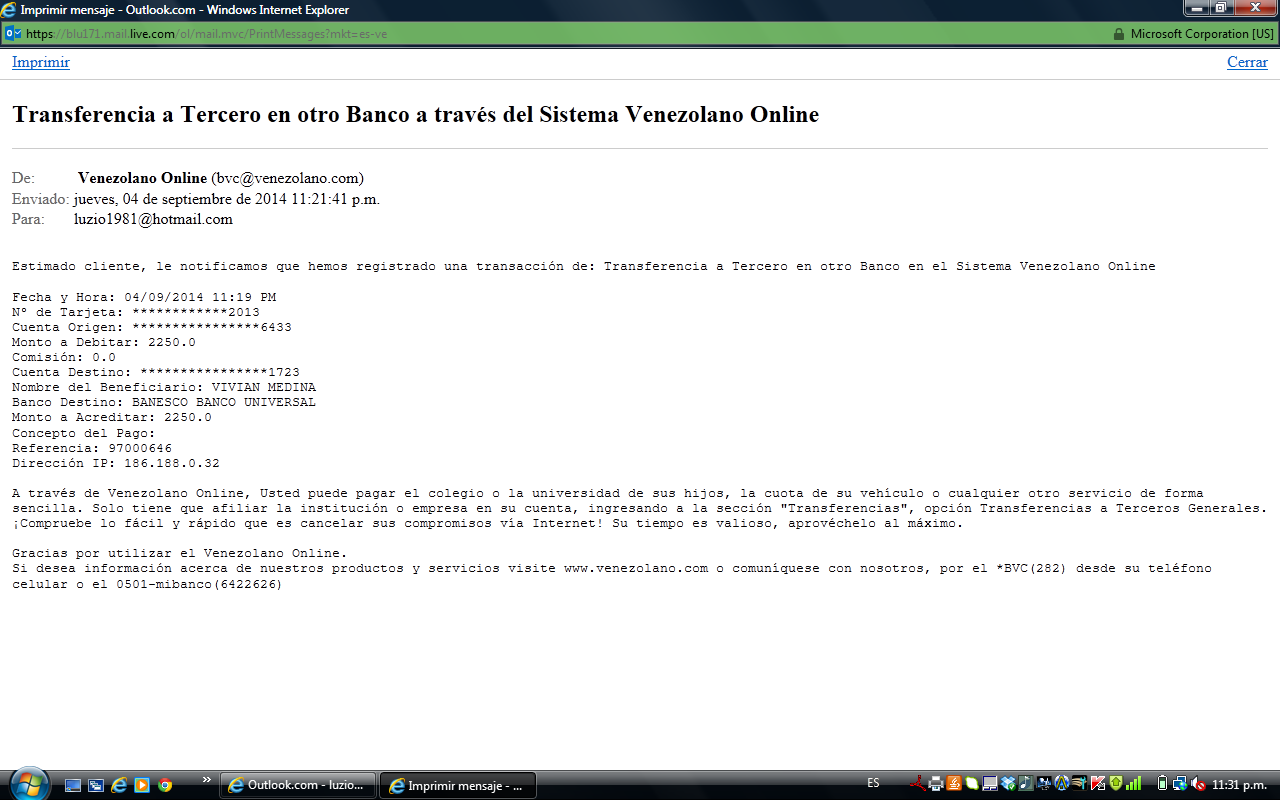 Imprimir mensaje - Outlook.com - Windows Internet Explorer
https://blu171.mail.live.com/ol/mail.mvc/PrintMessages?mkt=es-ve
Microsoft Corporation [US]
Imprimir
Cerrar
Transferencia a Tercero en otro Banco a través del Sistema Venezolano Online
De: Venezolano Online (bvc@venezolano.com)
Enviado: jueves, 04 de septiembre de 2014 11:21:41 p.m.
Para: luzio1981@hotmail.com
Estimado cliente, le notificamos que hemos registrado una transacción de: Transferencia a Tercero en otro Banco en el Sistema Venezolano Online
Fecha y Hora: 04/09/2014 11:19 PM
Nº de Tarjeta: ************2013
Cuenta Origen: ****************6433
Monto a Debitar: 2250.0
Comisión: 0.0
Cuenta Destino: ****************1723
Nombre del Beneficiario: VIVIAN MEDINA
Banco Destino: BANESCO BANCO UNIVERSAL
Monto a Acreditar: 2250.0
Concepto del Pago:
Referencia: 97000646
Dirección IP: 186.188.0.32
A través de Venezolano Online, Usted puede pagar el colegio o la universidad de sus hijos, la cuota de su vehículo o cualquier otro servicio de forma
sencilla. Solo tiene que afiliar la institución o empresa en su cuenta, ingresando a la sección "Transferencias", opción Transferencias a Terceros Generales.
¡Compruebe lo fácil y rápido que es cancelar sus compromisos vía Internet! Su tiempo es valioso, aprovéchelo al máximo.
Gracias por utilizar el Venezolano Online.
Si desea información acerca de nuestros productos y servicios visite www.venezolano.com o comuníquese con nosotros, por el *BVC(282) desde su teléfono
celular o el 0501-mibanco(6422626)
Outlook.com - luzio...
Imprimir mensaje - ...
ES
11:31 p.m.